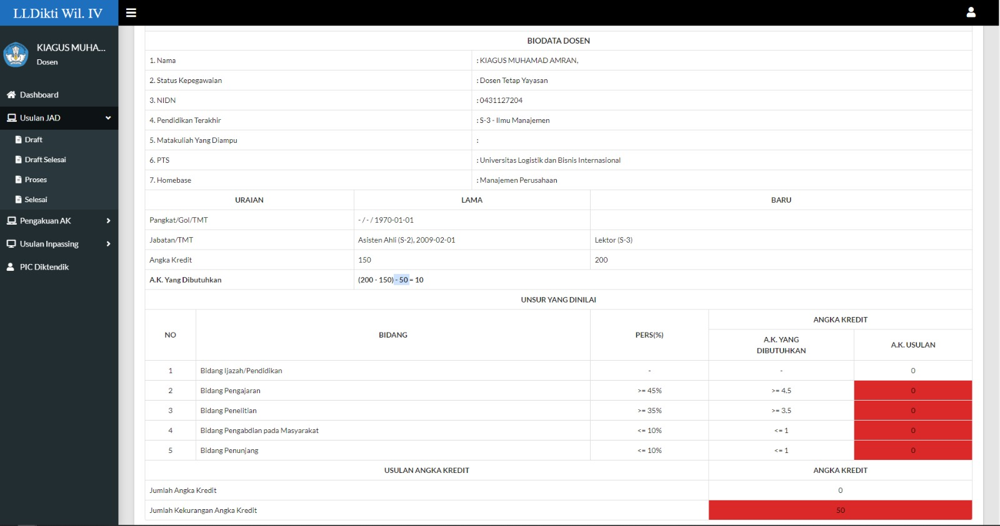 LLDikti Wil. IV
KIAGUS MUHA...
Dosen
Dashboard
Usulan JAD
Draft
Draft Selesai
Proses
Selesai
Pengakuan AK
Usulan Inpassing
PIC Diktendik
BIODATA DOSEN
1. Nama : KIAGUS MUHAMAD AMRAN,
2. Status Kepegawaian : Dosen Tetap Yayasan
3. NIDN : 0431127204
4. Pendidikan Terakhir : S-3 - Ilmu Manajemen
5. Matakuliah Yang Diampu :
6. PTS : Universitas Logistik dan Bisnis Internasional
7. Homebase : Manajemen Perusahaan
URAIAN LAMA BARU
Pangkat/Gol/TMT - / - / 1970-01-01
Jabatan/TMT Asisten Ahli (S-2), 2009-02-01 Lektor (S-3)
Angka Kredit 150 200
A.K. Yang Dibutuhkan (200 - 150) - 50 = 10
UNSUR YANG DINILAI
NO BIDANG PERS(%) ANGKA KREDIT
A.K. YANG
DIBUTUHKAN A.K. USULAN
1 Bidang Ijazah/Pendidikan - - 0
2 Bidang Pengajaran >= 45% >= 4.5 0
3 Bidang Penelitian >= 35% >= 3.5 0
4 Bidang Pengabdian pada Masyarakat <= 10% <= 1 0
5 Bidang Penunjang <= 10% <= 1 0
USULAN ANGKA KREDIT ANGKA KREDIT
Jumlah Angka Kredit 0
Jumlah Kekurangan Angka Kredit 50